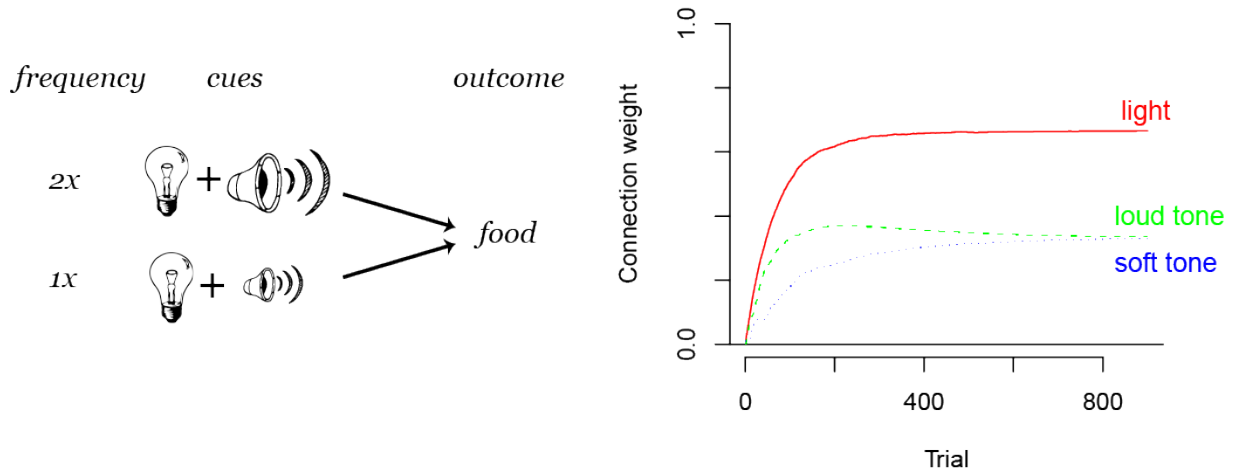 frequency cues outcome
2x + food
1x +
Connection weight
1.0
0.0
light
loud tone
soft tone
0 400 800
Trial